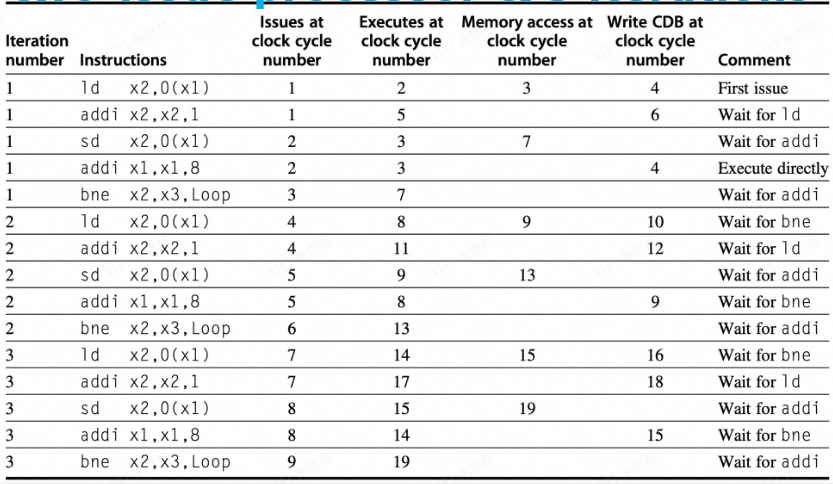 Issues at Executes at Memory access at Write CDB at
Iteration clock cycle clock cycle clock cycle clock cycle
number Instructions number number number number Comment
1 ld x2,0(x1) 1 2 3 4 First issue
1 addi x2,x2,1 1 5 6 Wait for ld
1 sd x2,0(x1) 2 3 7 Wait for addi
1 addi x1,x1,8 2 3 4 Execute directly
1 bne x2,x3,Loop 3 7 Wait for addi
2 ld x2,0(x1) 4 8 9 10 Wait for bne
2 addi x2,x2,1 4 11 12 Wait for ld
2 sd x2,0(x1) 5 9 13 Wait for addi
2 addi x1,x1,8 5 8 9 Wait for bne
2 bne x2,x3,Loop 6 13 Wait for addi
3 ld x2,0(x1) 7 14 15 16 Wait for bne
3 addi x2,x2,1 7 17 18 Wait for ld
3 sd x2,0(x1) 8 15 19 Wait for addi
3 addi x1,x1,8 8 14 15 Wait for bne
3 bne x2,x3,Loop 9 19 Wait for addi